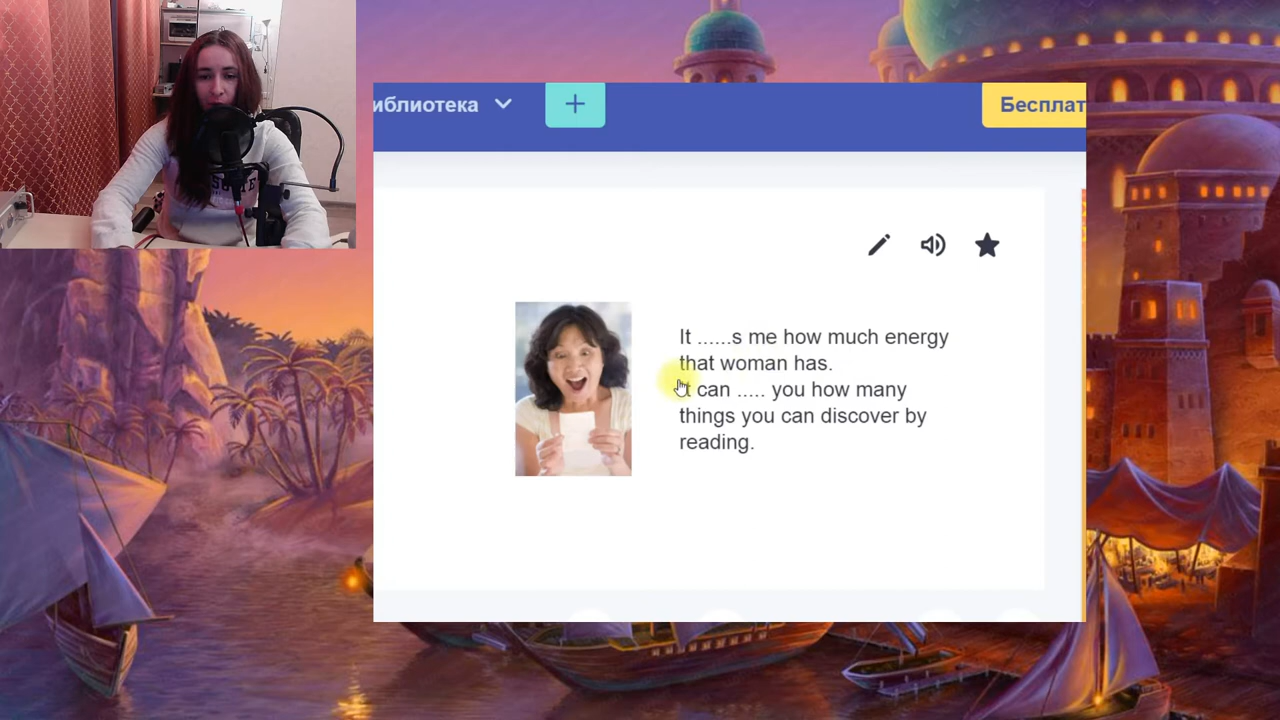 иблиотека
+
Бесплат
It ......s me how much energy
that woman has.
It can ..... you how many
things you can discover by
reading.